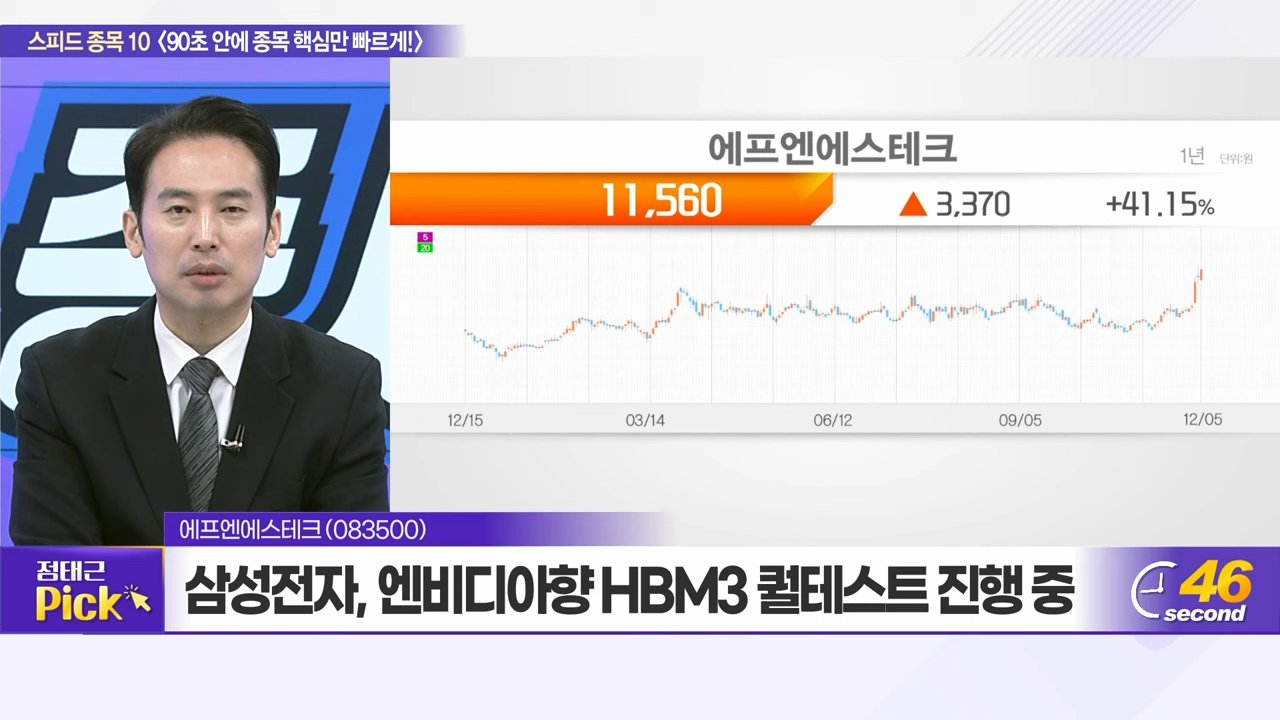 스피드 종목 10 <90초 안에 종목 핵심만 빠르게!>
에프엔에스테크
1년 단위:원
11,560 ▲ 3,370 +41.15%
5
20
12/15 03/14 06/12 09/05 12/05
에프엔에스테크(083500)
정태근
Pick
삼성전자, 엔비디아향 HBM3 퀄테스트 진행 중
46
second